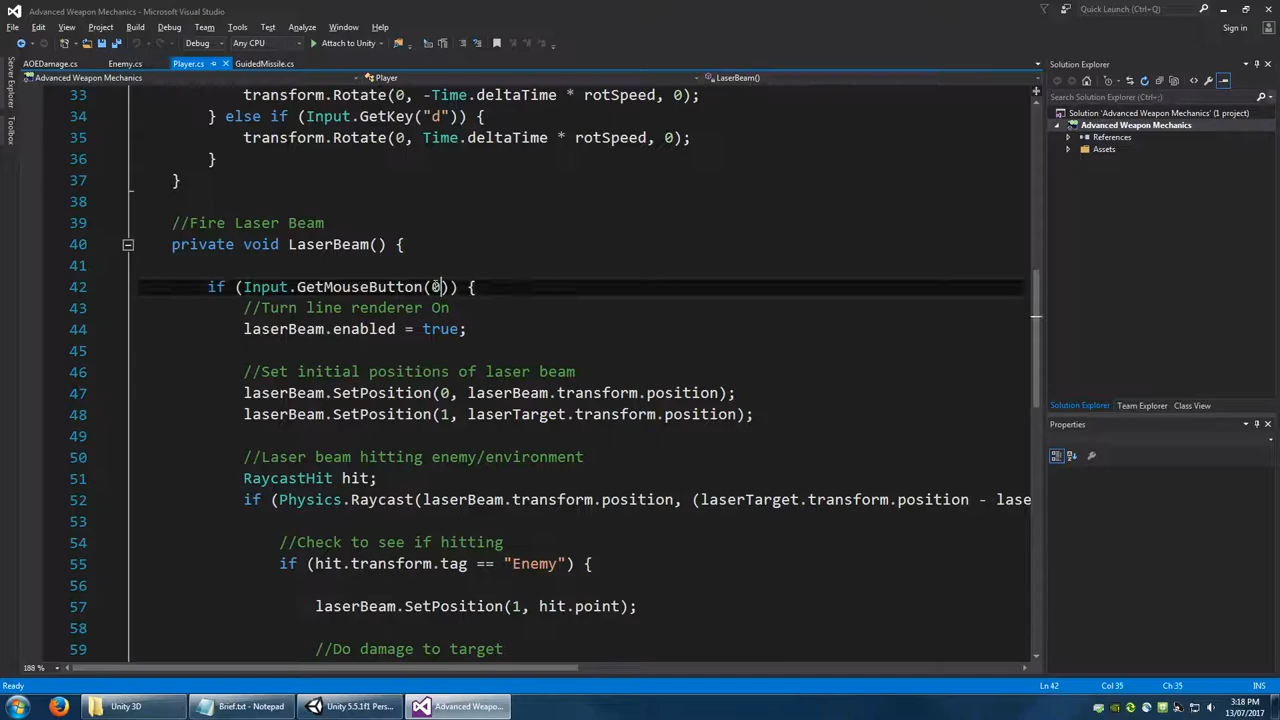 Advanced Weapon Mechanics - Microsoft Visual Studio
Quick Launch (Ctrl+Q)
File Edit View Project Build Debug Team Tools Test Analyze Window Help
Sign in
Debug Any CPU Attach to Unity
AOEDamage.cs Enemy.cs Player.cs GuidedMissile.cs
Advanced Weapon Mechanics Player LaserBeam()
Server Explorer
Toolbox
33 transform.Rotate(0, -Time.deltaTime * rotSpeed, 0);
34 } else if (Input.GetKey("d")) {
35 transform.Rotate(0, Time.deltaTime * rotSpeed, 0);
36 }
37 }
38
39 //Fire Laser Beam
40 private void LaserBeam() {
41
42 if (Input.GetMouseButton(0)) {
43 //Turn line renderer On
44 laserBeam.enabled = true;
45
46 //Set initial positions of laser beam
47 laserBeam.SetPosition(0, laserBeam.transform.position);
48 laserBeam.SetPosition(1, laserTarget.transform.position);
49
50 //Laser beam hitting enemy/environment
51 RaycastHit hit;
52 if (Physics.Raycast(laserBeam.transform.position, (laserTarget.transform.position - lase
53
54 //Check to see if hitting
55 if (hit.transform.tag == "Enemy") {
56
57 laserBeam.SetPosition(1, hit.point);
58
59 //Do damage to target
188 %
Solution Explorer
Search Solution Explorer (Ctrl+;)
Solution 'Advanced Weapon Mechanics' (1 project)
Advanced Weapon Mechanics
References
Assets
Solution Explorer Team Explorer Class View
Properties
Ready Ln 42 Col 35 Ch 35 INS
Unity 3D Brief.txt - Notepad Unity 5.5.1f1 Pers... Advanced Weapo...
3:18 PM
13/07/2017